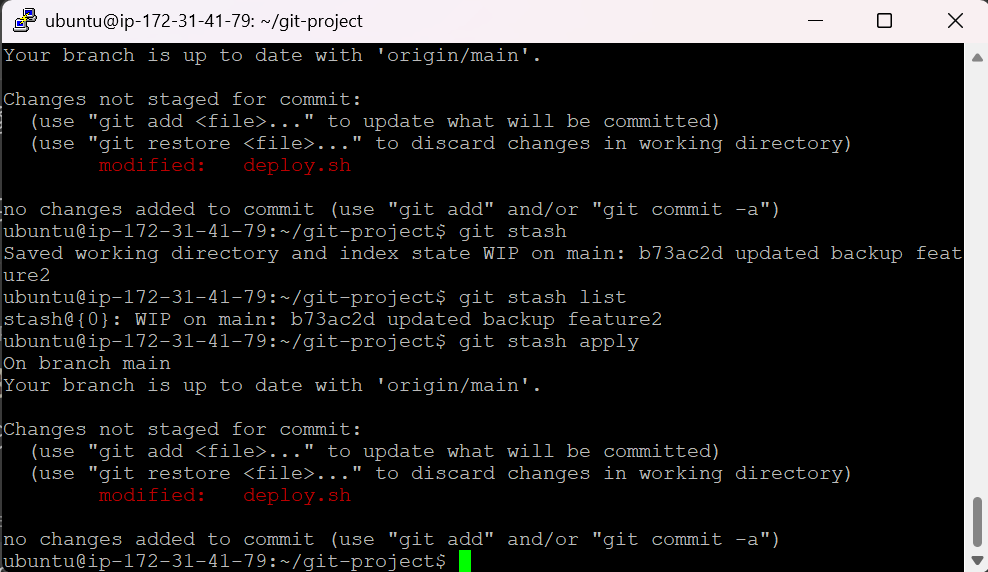 ubuntu@ip-172-31-41-79: ~/git-project
Your branch is up to date with 'origin/main'.
Changes not staged for commit:
  (use "git add <file>..." to update what will be committed)
  (use "git restore <file>..." to discard changes in working directory)
        modified:   deploy.sh
no changes added to commit (use "git add" and/or "git commit -a")
ubuntu@ip-172-31-41-79:~/git-project$ git stash
Saved working directory and index state WIP on main: b73ac2d updated backup feat
ure2
ubuntu@ip-172-31-41-79:~/git-project$ git stash list
stash@{0}: WIP on main: b73ac2d updated backup feature2
ubuntu@ip-172-31-41-79:~/git-project$ git stash apply
On branch main
Your branch is up to date with 'origin/main'.
Changes not staged for commit:
  (use "git add <file>..." to update what will be committed)
  (use "git restore <file>..." to discard changes in working directory)
        modified:   deploy.sh
no changes added to commit (use "git add" and/or "git commit -a")
ubuntu@ip-172-31-41-79:~/git-project$